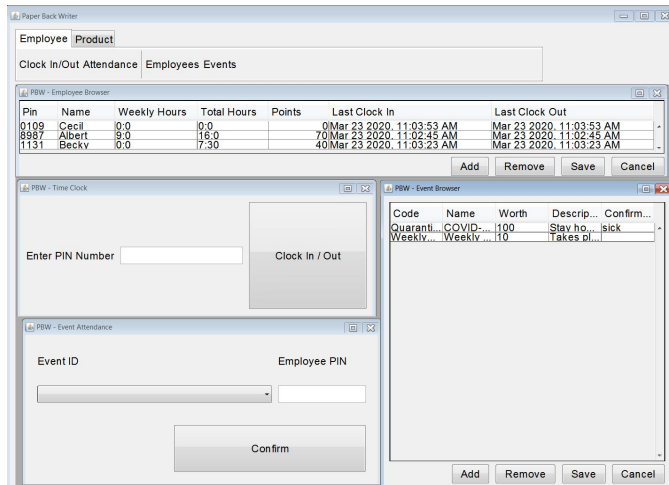 Paper Back Writer
Employee Product
Clock In/Out Attendance Employees Events
PBW - Employee Browser
Pin Name Weekly Hours Total Hours Points Last Clock In Last Clock Out
0109 Cecil 0:0 0:0 0 Mar 23 2020, 11:03:53 AM Mar 23 2020, 11:03:53 AM
8987 Albert 9:0 16:0 70 Mar 23 2020, 11:02:45 AM Mar 23 2020, 11:02:45 AM
1131 Becky 0:0 7:30 40 Mar 23 2020, 11:03:23 AM Mar 23 2020, 11:03:23 AM
Add Remove Save Cancel
PBW - Time Clock
Enter PIN Number
Clock In / Out
PBW - Event Attendance
Event ID Employee PIN
Confirm
PBW - Event Browser
Code Name Worth Descrip... Confirm...
Quaranti... COVID-... 100 Stay ho... sick
Weekly... Weekly ... 10 Takes pl...
Add Remove Save Cancel